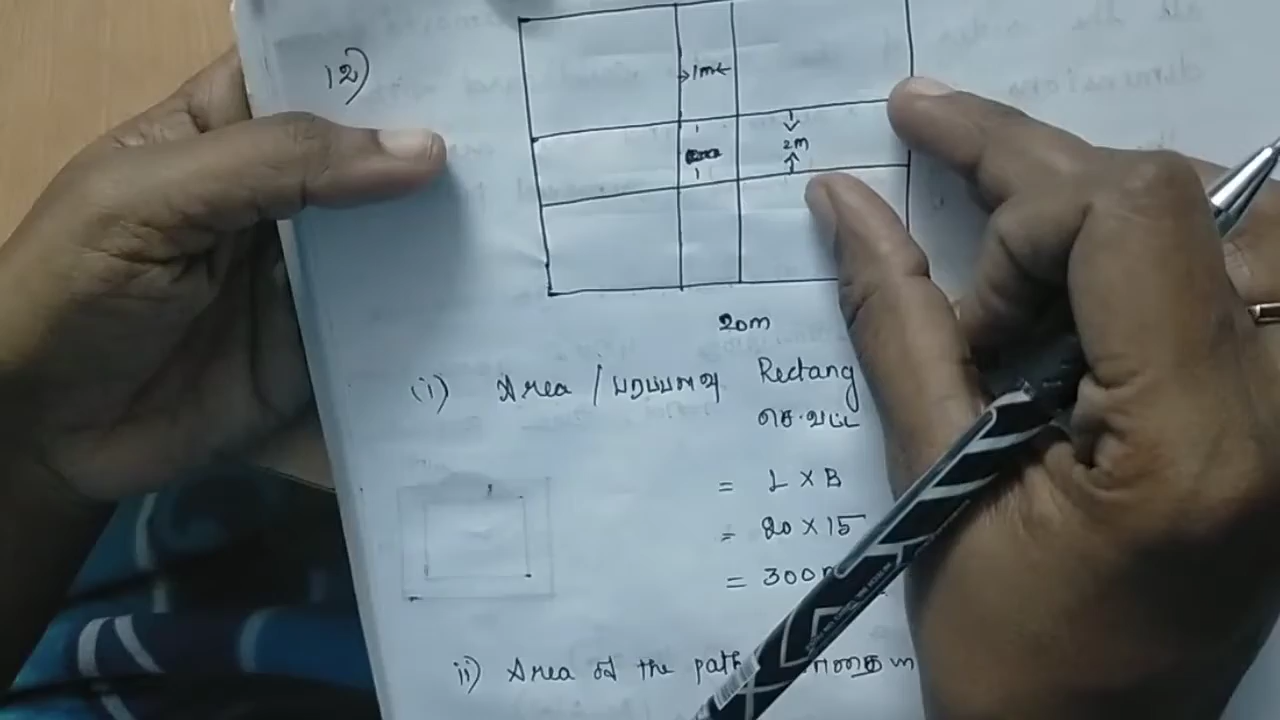 12)
1m
2m
20m
(i) Area / பரப்பளவு Rectang
செ.வட்ட
= L X B
= 20 X 15
= 300
ii) Area of the path